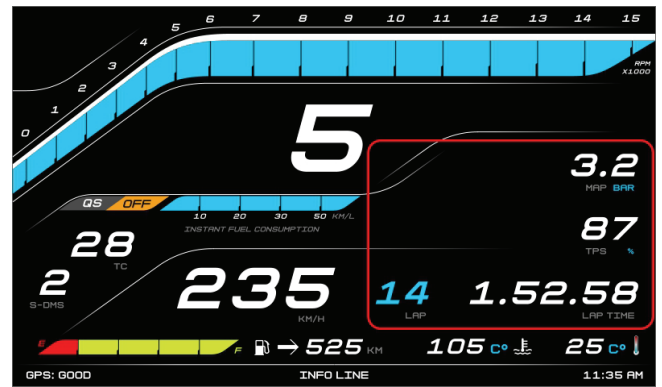 0 1 2 3 4 5 6 7 8 9 10 11 12 13 14 15
RPM
X1000
5
3.2
MAP BAR
QS OFF
10 20 30 50 KM/L
INSTANT FUEL CONSUMPTION
87
TPS %
28
TC
2
S-DMS
235
KM/H
14
LAP
1.52.58
LAP TIME
E F → 525 KM
105 C°
25 C°
GPS: GOOD INFO LINE 11:35 AM